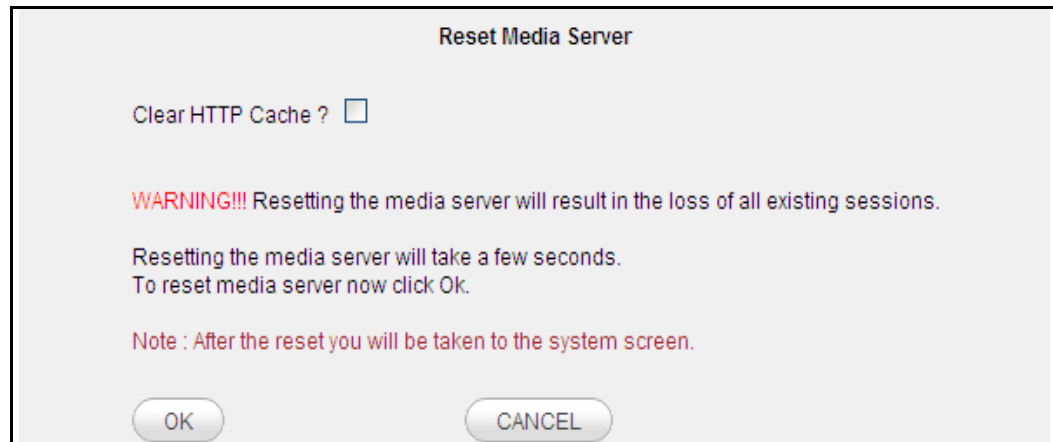 Reset Media Server
Clear HTTP Cache ?
WARNING!!! Resetting the media server will result in the loss of all existing sessions.
Resetting the media server will take a few seconds.
To reset media server now click Ok.
Note : After the reset you will be taken to the system screen.
OK CANCEL